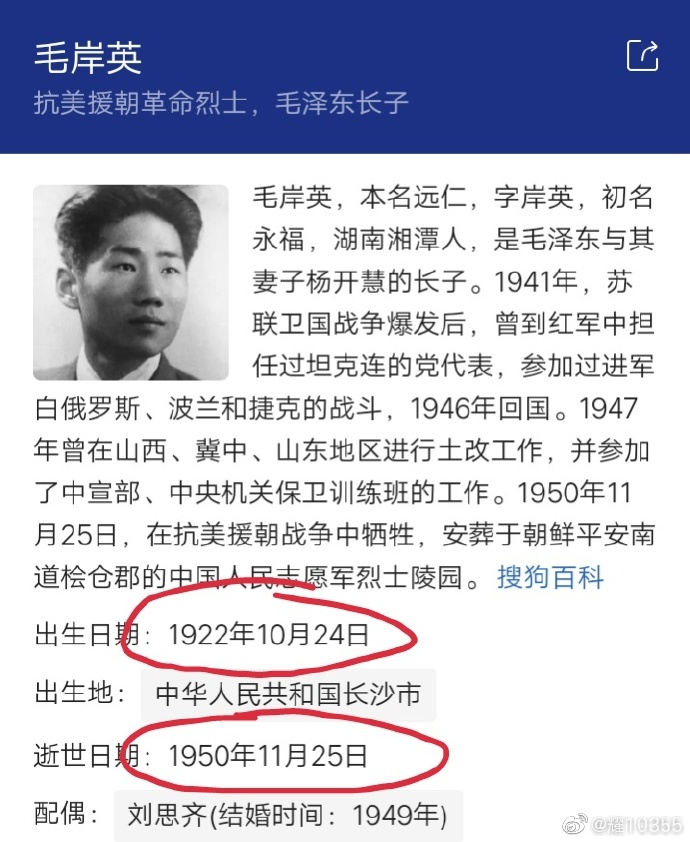 毛岸英
抗美援朝革命烈士，毛泽东长子
毛岸英，本名远仁，字岸英，初名
永福，湖南湘潭人，是毛泽东与其
妻子杨开慧的长子。1941年，苏
联卫国战争爆发后，曾到红军中担
任过坦克连的党代表，参加过进军
白俄罗斯、波兰和捷克的战斗，1946年回国。1947
年曾在山西、冀中、山东地区进行土改工作，并参加
了中宣部、中央机关保卫训练班的工作。1950年11
月25日，在抗美援朝战争中牺牲，安葬于朝鲜平安南
道桧仓郡的中国人民志愿军烈士陵园。搜狗百科
出生日期：1922年10月24日
出生地：中华人民共和国长沙市
逝世日期：1950年11月25日
配偶：刘思齐(结婚时间：1949年)
@耀10355